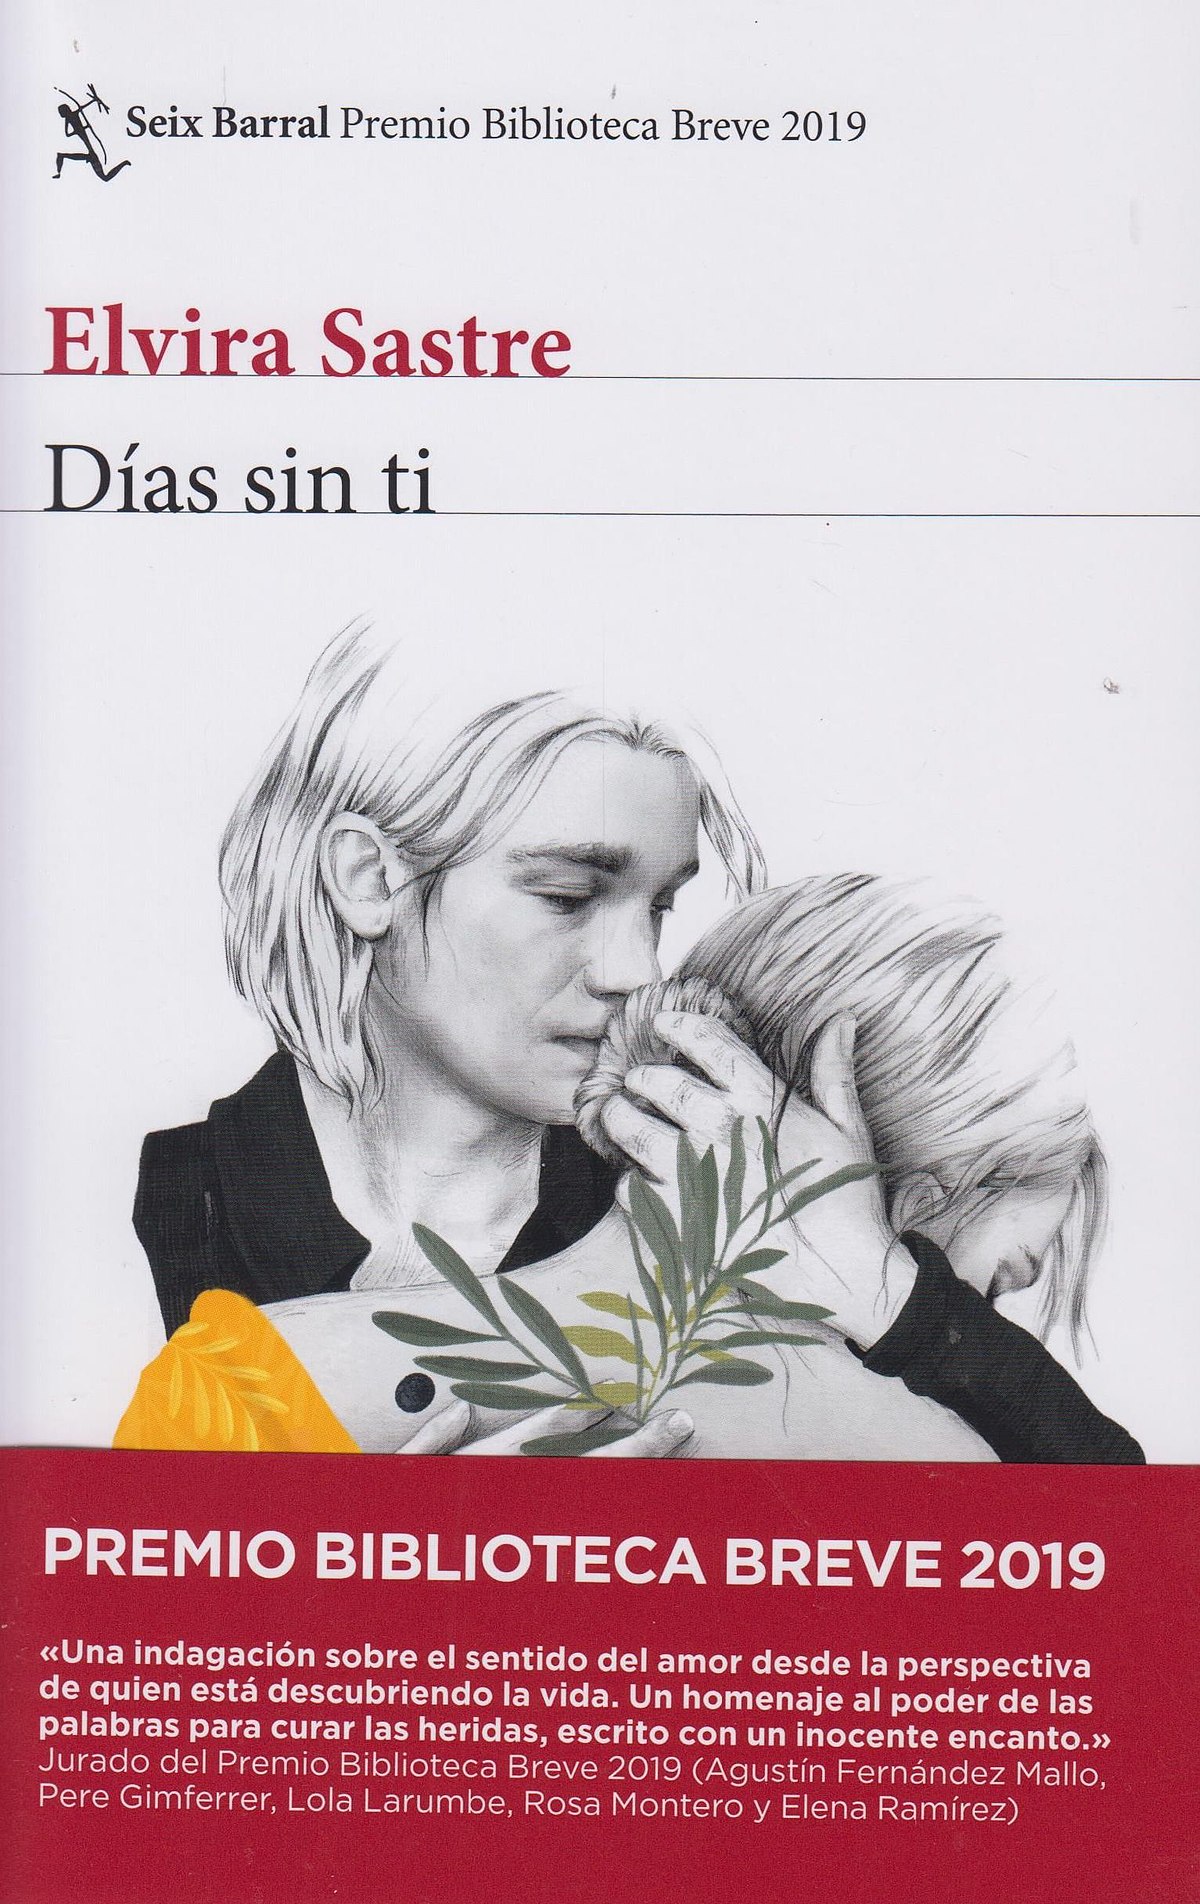 Seix Barral Premio Biblioteca Breve 2019
Elvira Sastre
Días sin ti
PREMIO BIBLIOTECA BREVE 2019
«Una indagación sobre el sentido del amor desde la perspectiva
de quien está descubriendo la vida. Un homenaje al poder de las
palabras para curar las heridas, escrito con un inocente encanto.»
Jurado del Premio Biblioteca Breve 2019 (Agustín Fernández Mallo,
Pere Gimferrer, Lola Larumbe, Rosa Montero y Elena Ramírez)